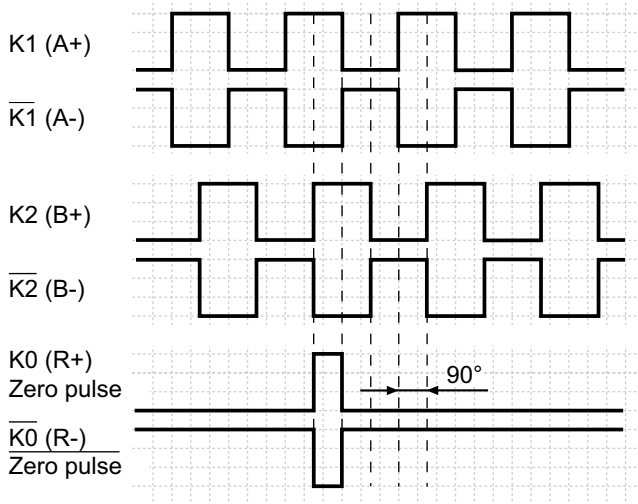 K1 (A+)
K1 (A-)
K2 (B+)
K2 (B-)
K0 (R+)
Zero pulse
90°
K0 (R-)
Zero pulse